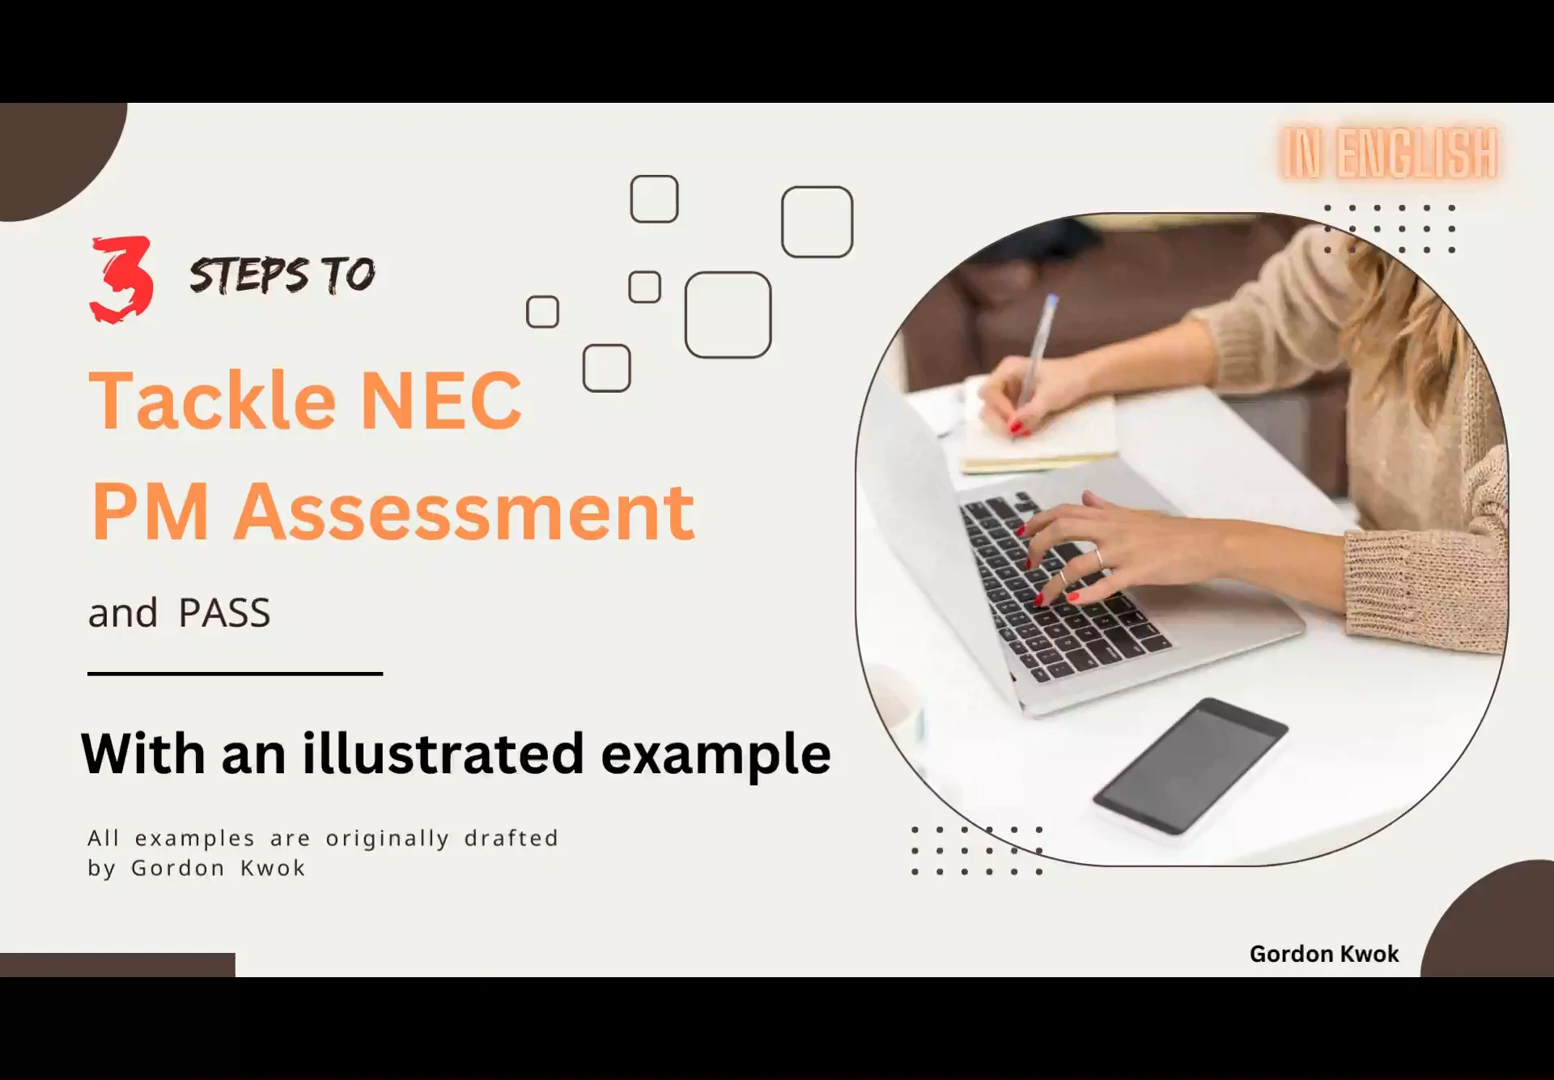 IN ENGLISH
3 STEPS TO
Tackle NEC
PM Assessment
and PASS
With an illustrated example
All examples are originally drafted
by Gordon Kwok
Gordon Kwok